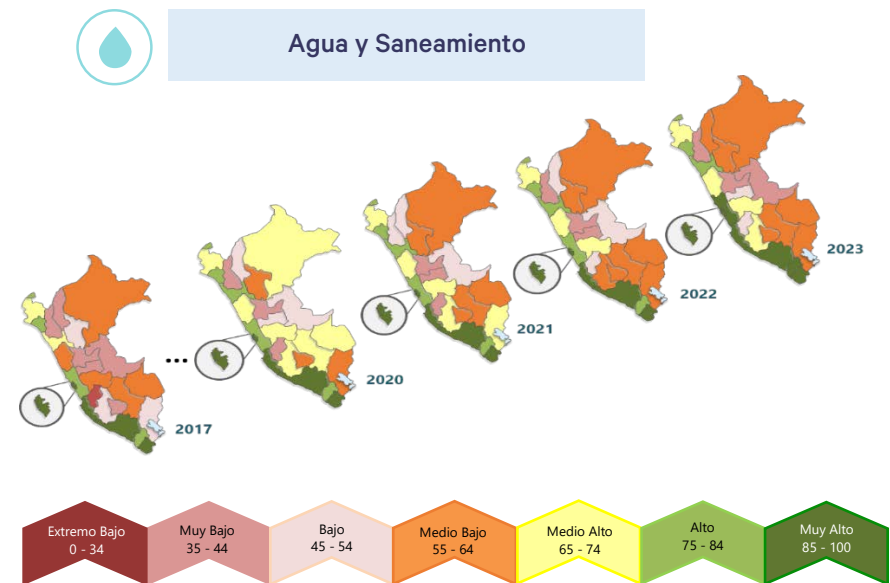 Agua y Saneamiento
2023
2022
2021
2020
...
2017
Extremo Bajo
0 - 34
Muy Bajo
35 - 44
Bajo
45 - 54
Medio Bajo
55 - 64
Medio Alto
65 - 74
Alto
75 - 84
Muy Alto
85 - 100